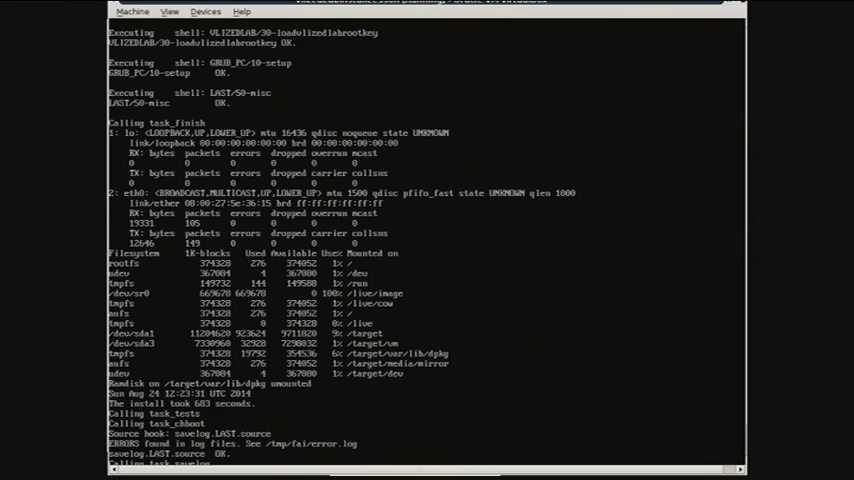 Machine View Devices Help
Executing shell: VLIZEDLAB/30-loadvlizedlabrootkey
VLIZEDLAB/30-loadvlizedlabrootkey OK.
Executing shell: GRUB_PC/10-setup
GRUB_PC/10-setup OK.
Executing shell: LAST/50-misc
LAST/50-misc OK.
Calling task_finish
1: lo: <LOOPBACK,UP,LOWER_UP> mtu 16436 qdisc noqueue state UNKNOWN
link/loopback 00:00:00:00:00:00 brd 00:00:00:00:00:00
RX: bytes packets errors dropped overrun mcast
0 0 0 0 0 0
TX: bytes packets errors dropped carrier collsns
0 0 0 0 0 0
2: eth0: <BROADCAST,MULTICAST,UP,LOWER_UP> mtu 1500 qdisc pfifo_fast state UNKNOWN qlen 1000
link/ether 08:00:27:5e:36:15 brd ff:ff:ff:ff:ff:ff
RX: bytes packets errors dropped overrun mcast
19331 105 0 0 0 0
TX: bytes packets errors dropped carrier collsns
12646 149 0 0 0 0
Filesystem 1K-blocks Used Available Use% Mounted on
rootfs 374328 276 374052 1% /
udev 367084 4 367080 1% /dev
tmpfs 149732 144 149588 1% /run
/dev/sr0 669678 669678 0 100% /live/image
tmpfs 374328 276 374052 1% /live/cow
aufs 374328 276 374052 1% /
tmpfs 374328 0 374328 0% /live
/dev/sda1 11204620 923624 9711820 9% /target
/dev/sda3 7330960 32928 7298032 1% /target/vm
tmpfs 374328 19792 354536 6% /target/var/lib/dpkg
aufs 374328 276 374052 1% /target/media/mirror
udev 367084 4 367080 1% /target/dev
Ramdisk on /target/var/lib/dpkg umounted
Sun Aug 24 12:23:31 UTC 2014
The install took 683 seconds.
Calling task_tests
Calling task_chboot
Source hook: savelog.LAST.source
ERRORS found in log files. See /tmp/fai/error.log
savelog.LAST.source OK.
Calling task_savelog